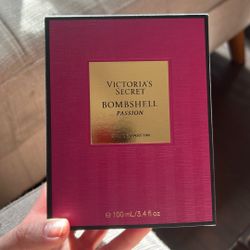 VICTORIA'S
SECRET
BOMBSHELL
PASSION
℮ 100 mL/3.4 fl oz